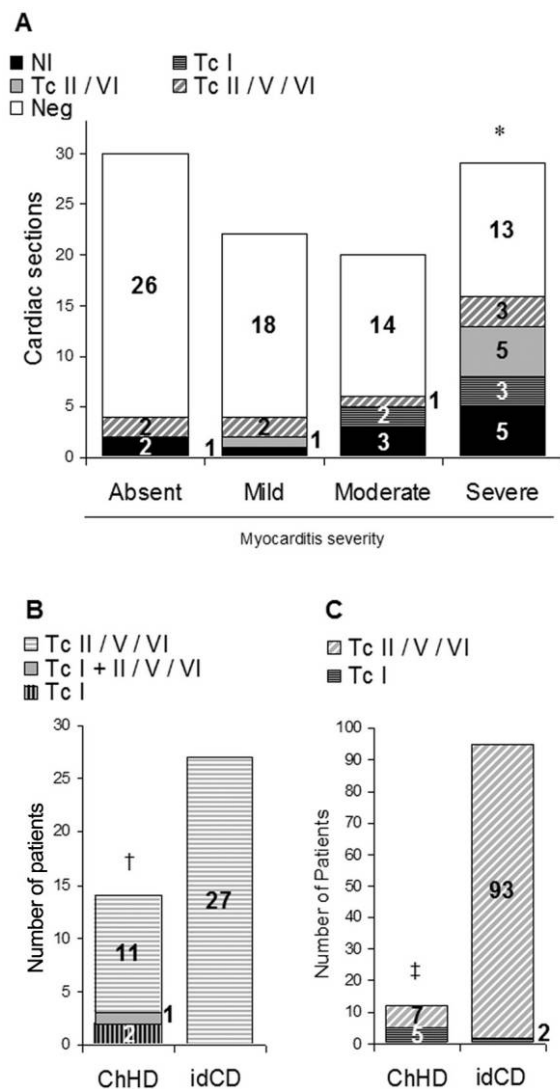 A
NI Tc I
Tc II / VI Tc II / V / VI
Neg
*
Cardiac sections
30
25
20
15
10
5
0
26
2
2
18
2
1
1
14
1
2
3
13
3
5
3
5
Absent Mild Moderate Severe
Myocarditis severity
B
Tc II / V / VI
Tc I + II / V / VI
Tc I
Number of patients
30
25
20
15
10
5
0
†
11
1
2
27
ChHD idCD
C
Tc II / V / VI
Tc I
Number of Patients
100
90
80
70
60
50
40
30
20
10
0
‡
7
5
93
2
ChHD idCD